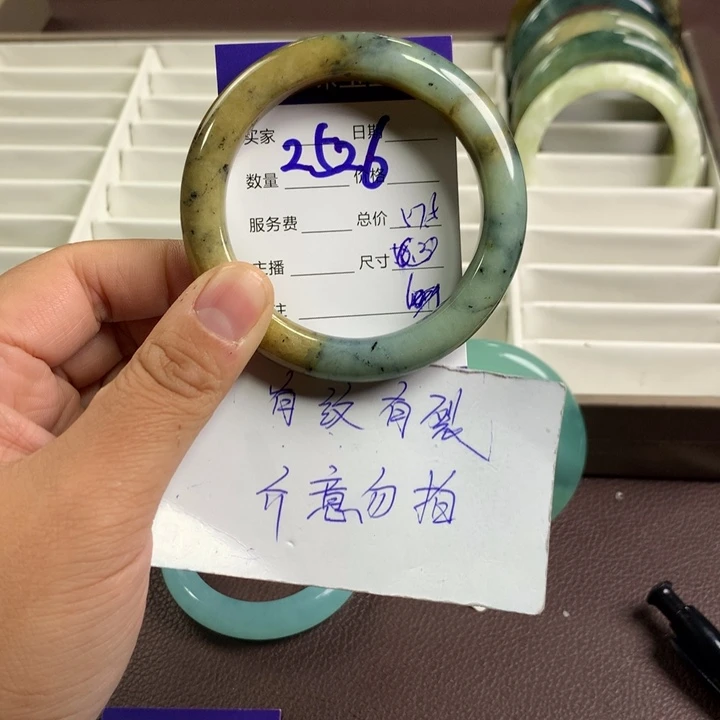 买家 2526 日期
数量 价格
服务费 总价
主播 尺寸
注
有纹有裂
介意勿拍